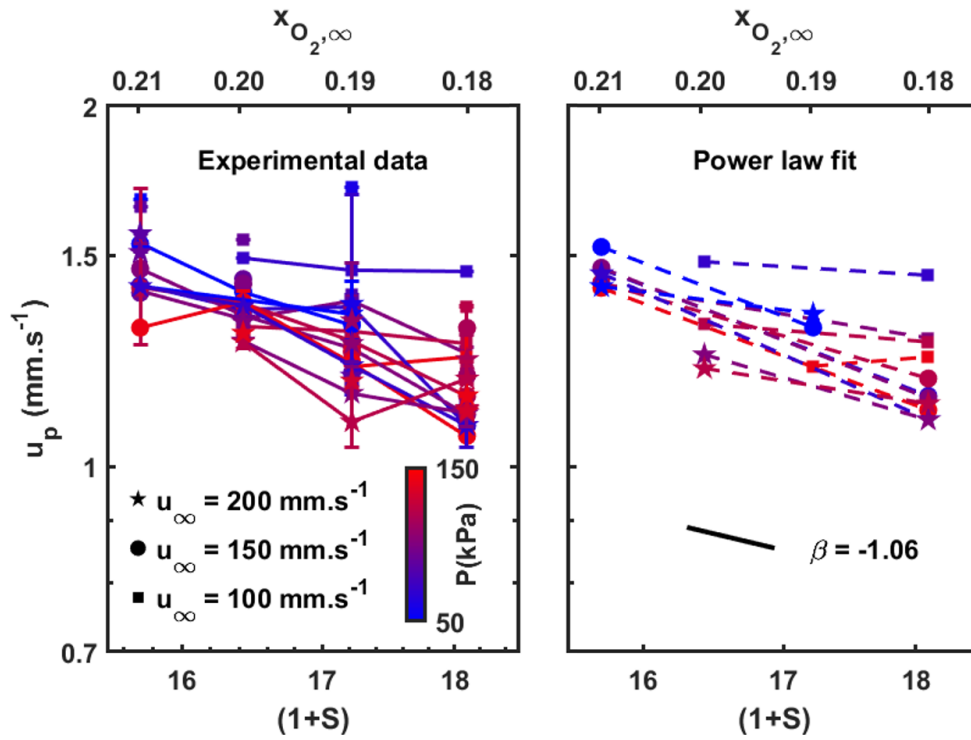 x_{O_2,∞}
0.21 0.20 0.19 0.18
Experimental data
2
1.5
1
0.7
u_p (mm.s^{-1})
★ u_∞ = 200 mm.s^{-1}
● u_∞ = 150 mm.s^{-1}
■ u_∞ = 100 mm.s^{-1}
150
P(kPa)
50
16 17 18
(1+S)
x_{O_2,∞}
0.21 0.20 0.19 0.18
Power law fit
β = -1.06
16 17 18
(1+S)